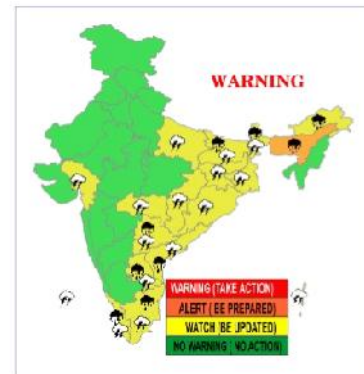 WARNING
WARNING (TAKE ACTION)
ALERT ( BE PREPARED)
WATCH (BE UPDATED)
NO WARNING ( NO ACTION)